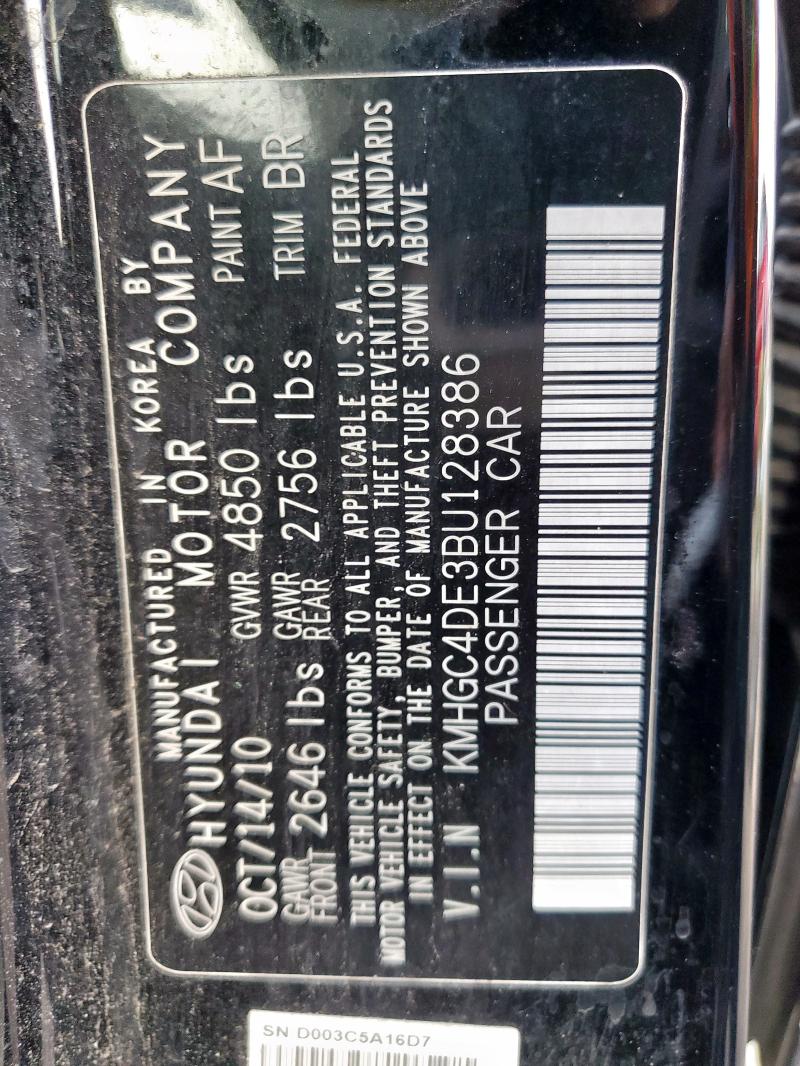 MANUFACTURED IN KOREA BY
HYUNDAI MOTOR COMPANY
OCT/14/10 GVWR 4850 lbs PAINT AF
GAWR FRONT 2646 lbs GAWR REAR 2756 lbs TRIM BR
THIS VEHICLE CONFORMS TO ALL APPLICABLE U.S.A. FEDERAL
MOTOR VEHICLE SAFETY, BUMPER, AND THEFT PREVENTION STANDARDS
IN EFFECT ON THE DATE OF MANUFACTURE SHOWN ABOVE
V.I.N KMHGC4DE3BU128386
PASSENGER CAR
SN D003C5A16D7